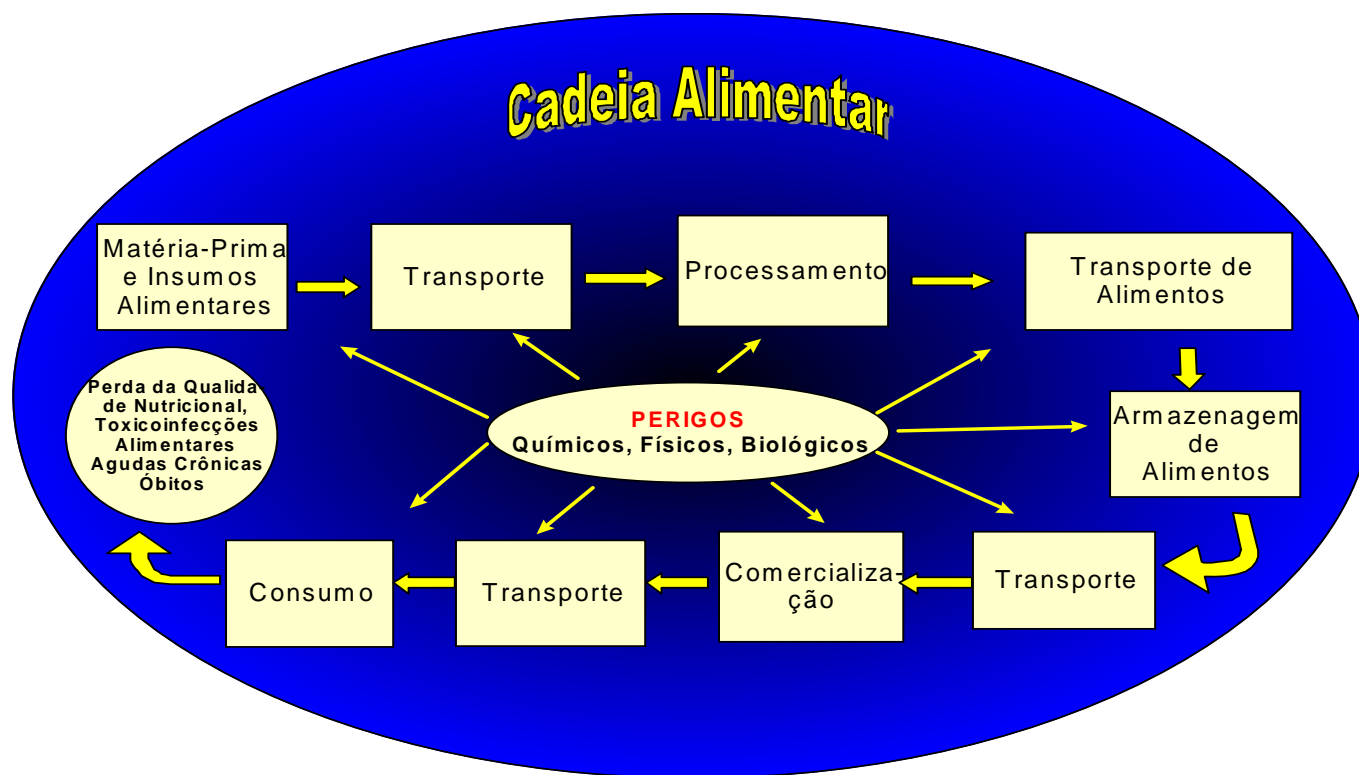 Cadeia Alimentar
Matéria-Prima
e Insumos
Alimentares
Transporte
Processamento
Transporte de
Alimentos
Perda da Qualida-
de Nutricional,
Toxicoinfecções
Alimentares
Agudas Crônicas
Óbitos
PERIGOS
Químicos, Físicos, Biológicos
Armazenagem
de
Alimentos
Consumo
Transporte
Comercializa-
ção
Transporte